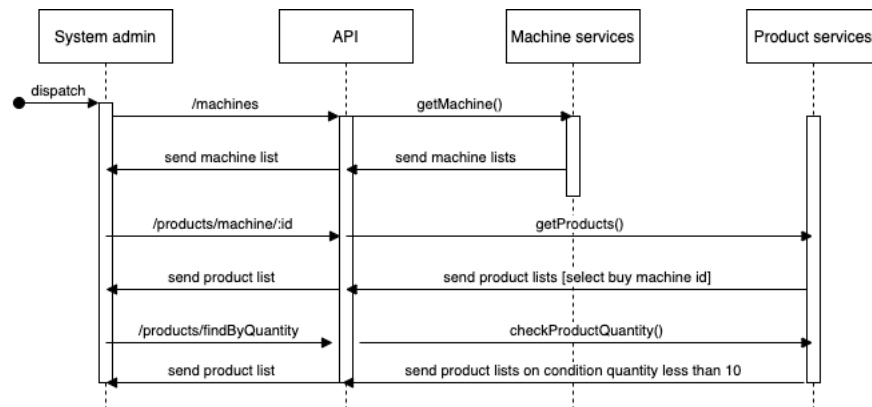 System admin
API
Machine services
Product services
dispatch
/machines
getMachine()
send machine list
send machine lists
/products/machine/:id
getProducts()
send product list
send product lists [select buy machine id]
/products/findByQuantity
checkProductQuantity()
send product list
send product lists on condition quantity less than 10